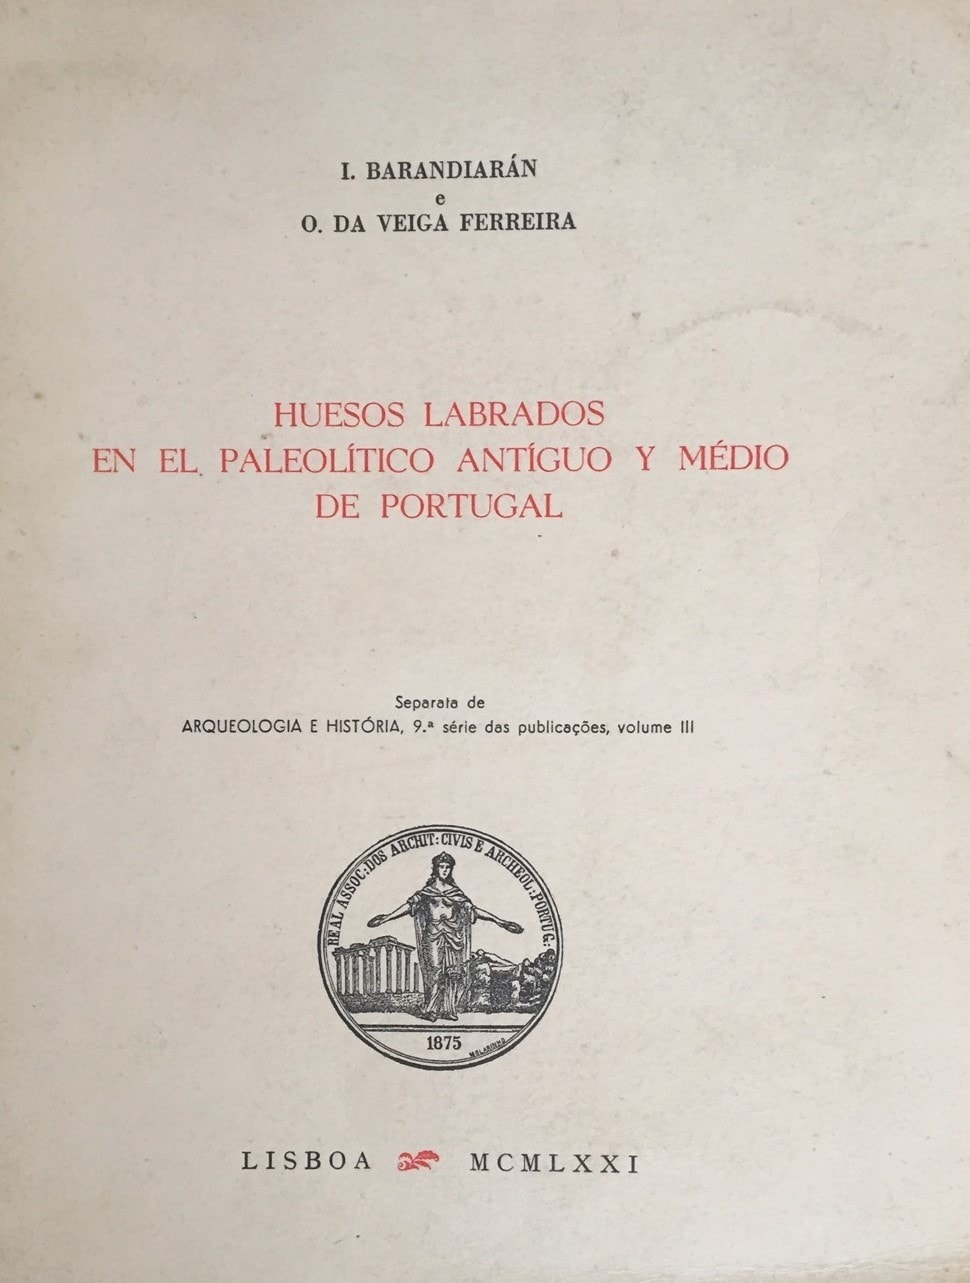 I. BARANDIARÁN
e
O. DA VEIGA FERREIRA
HUESOS LABRADOS
EN EL PALEOLÍTICO ANTÍGUO Y MÉDIO
DE PORTUGAL
Separata de
ARQUEOLOGIA E HISTÓRIA, 9.ª série das publicações, volume III
REAL ASSOC: DOS ARCHIT: CIVIS E ARCHEOL: PORTUG:
1875
MOLARINHO
LISBOA MCMLXXI